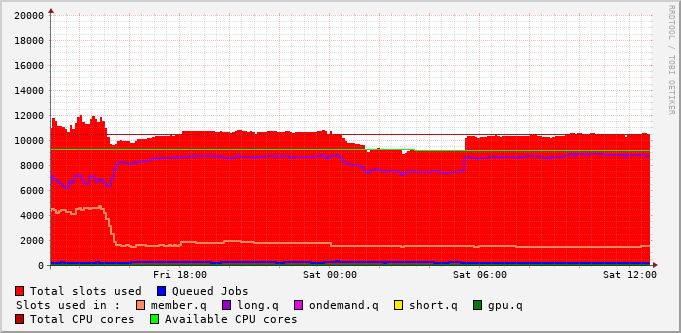 20000
18000
16000
14000
12000
10000
8000
6000
4000
2000
0
Fri 18:00 Sat 00:00 Sat 06:00 Sat 12:00
Total slots used Queued Jobs
Slots used in : member.q long.q ondemand.q short.q gpu.q
Total CPU cores Available CPU cores
RRDTOOL / TOBI OETIKER